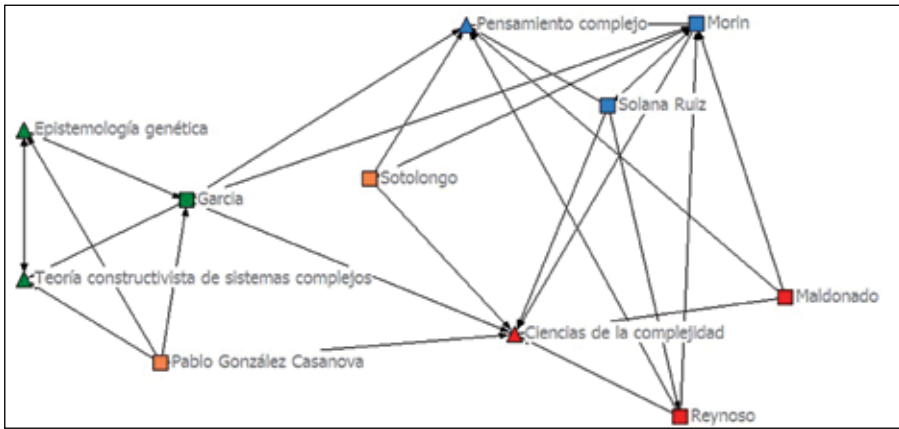 Pensamiento complejo
Morin
Solana Ruiz
Epistemología genética
Sotolongo
Garcia
Teoría constructivista de sistemas complejos
Maldonado
Ciencias de la complejidad
Pablo González Casanova
Reynoso